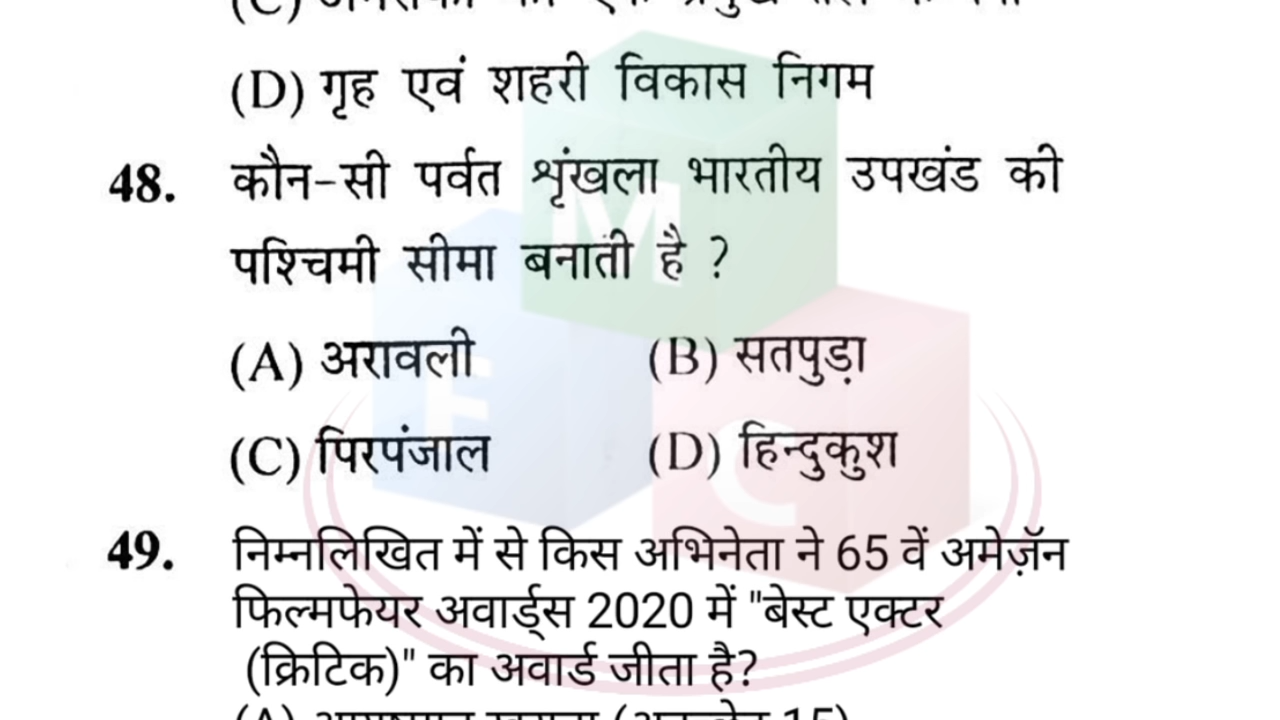 (D) गृह एवं शहरी विकास निगम
48. कौन-सी पर्वत शृंखला भारतीय उपखंड की
पश्चिमी सीमा बनाती है ?
(A) अरावली (B) सतपुड़ा
(C) पिरपंजाल (D) हिन्दुकुश
49. निम्नलिखित में से किस अभिनेता ने 65 वें अमेज़ॅन
फिल्मफेयर अवार्ड्स 2020 में "बेस्ट एक्टर
(क्रिटिक)" का अवार्ड जीता है?
M
F
C